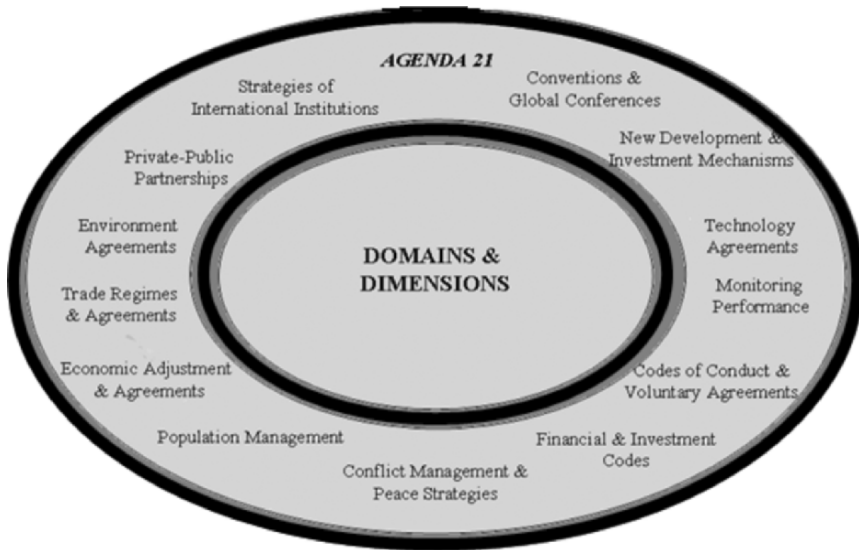 AGENDA 21
Conventions &
Global Conferences
New Development &
Investment Mechanisms
Technology
Agreements
Monitoring
Performance
Codes of Conduct &
Voluntary Agreements
Financial & Investment
Codes
Conflict Management &
Peace Strategies
Population Management
Economic Adjustment
& Agreements
Trade Regimes
& Agreements
Environment
Agreements
Private-Public
Partnerships
Strategies of
International Institutions
DOMAINS &
DIMENSIONS